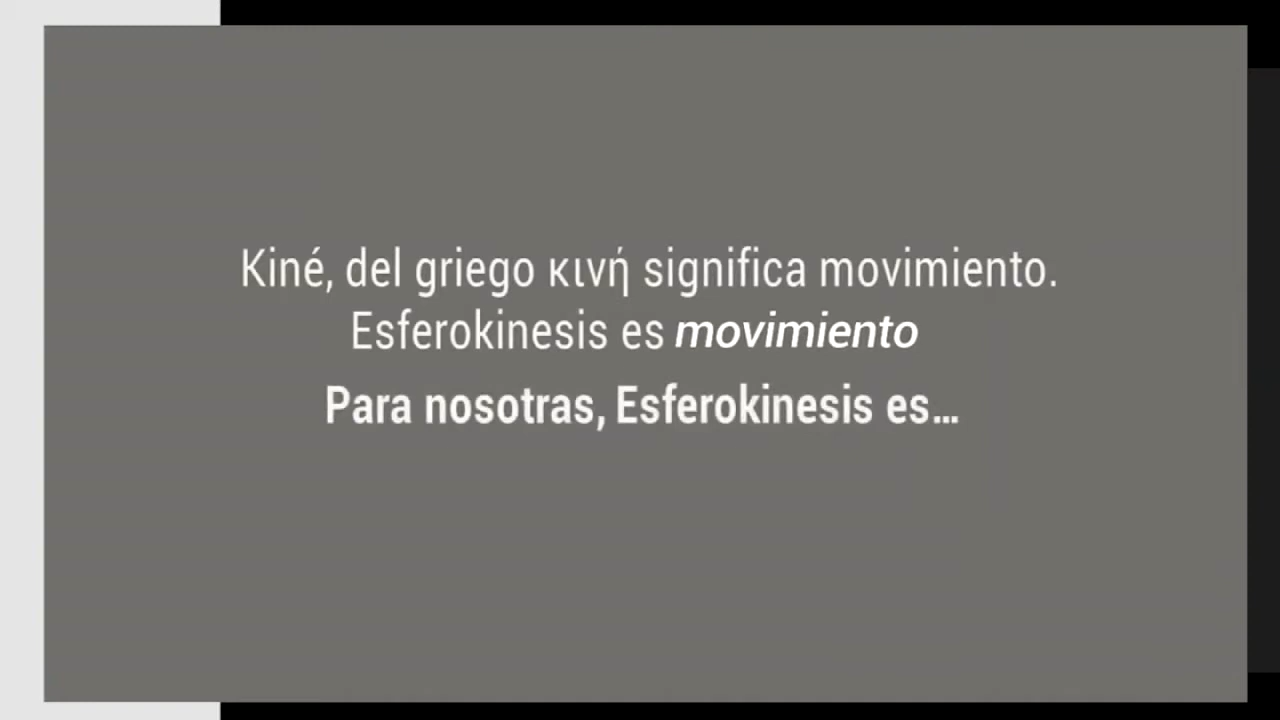 Kiné, del griego κινή significa movimiento.
Esferokinesis es movimiento
Para nosotras, Esferokinesis es…